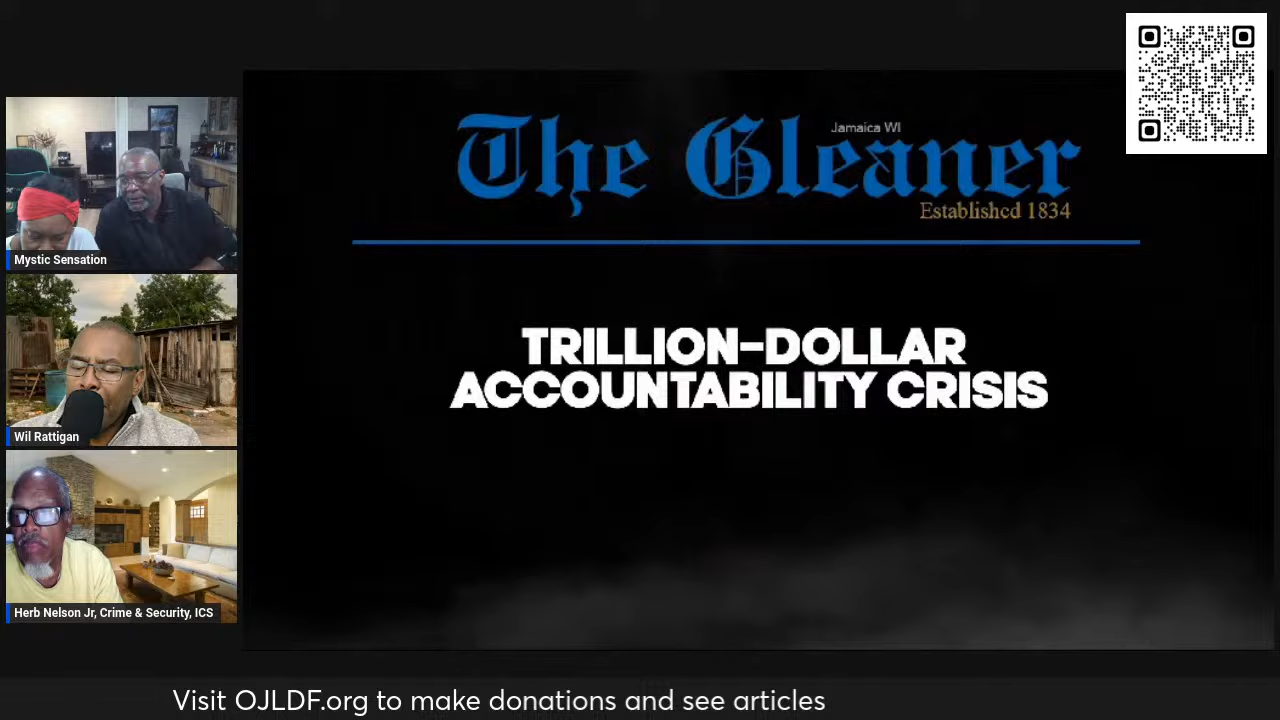 Jamaica WI
The Gleaner
Established 1834
TRILLION-DOLLAR
ACCOUNTABILITY CRISIS
Mystic Sensation
Wil Rattigan
Herb Nelson Jr, Crime & Security, ICS
Visit OJLDF.org to make donations and see articles